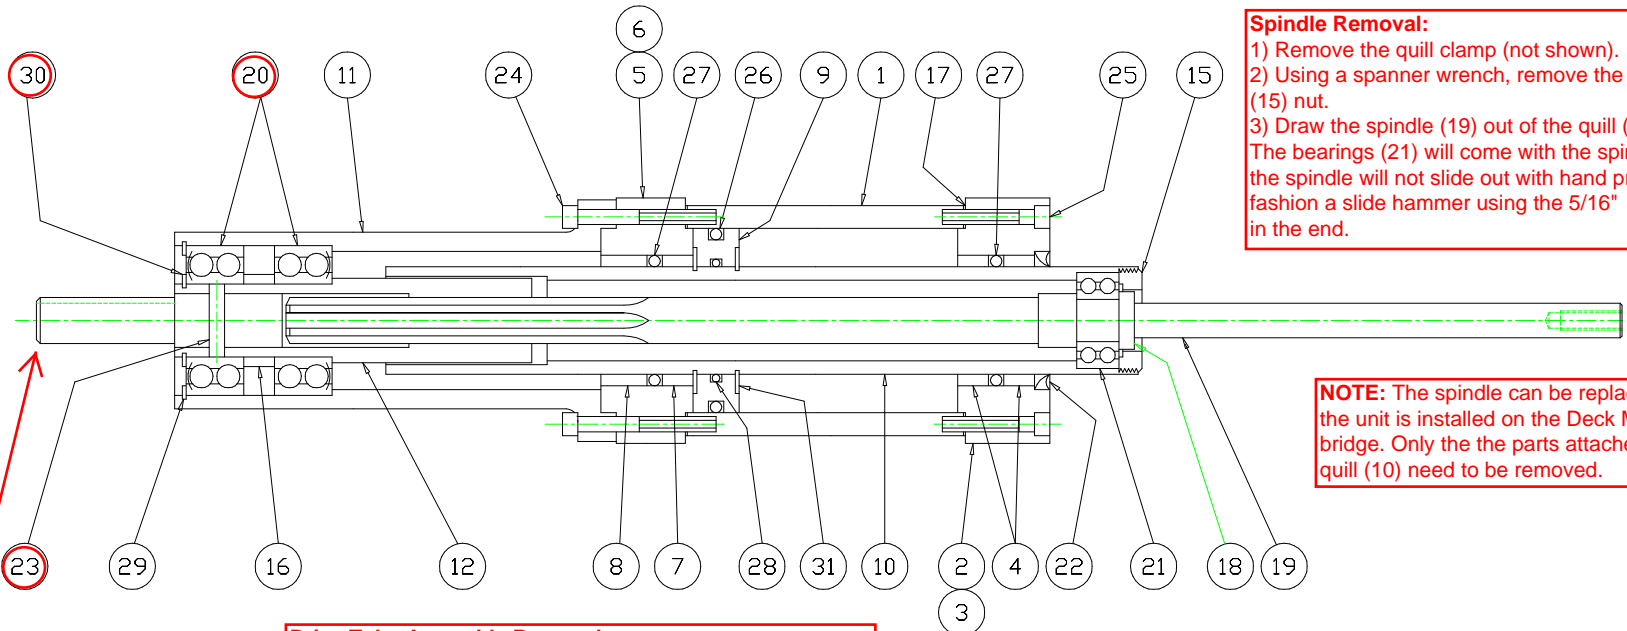 6
30
20
11
24
5
27
26
9
1
17
27
25
15
Spindle Removal:
1) Remove the quill clamp (not shown).
2) Using a spanner wrench, remove the
(15) nut.
3) Draw the spindle (19) out of the quill (
The bearings (21) will come with the
the spindle will not slide out with hand
fashion a slide hammer using the 5/16"
in the end.
NOTE: The spindle can be
the unit is installed on the Deck
bridge. Only the the parts
quill (10) need to be removed.
23
29
16
12
8
7
28
31
10
2
4
22
21
18
19
3